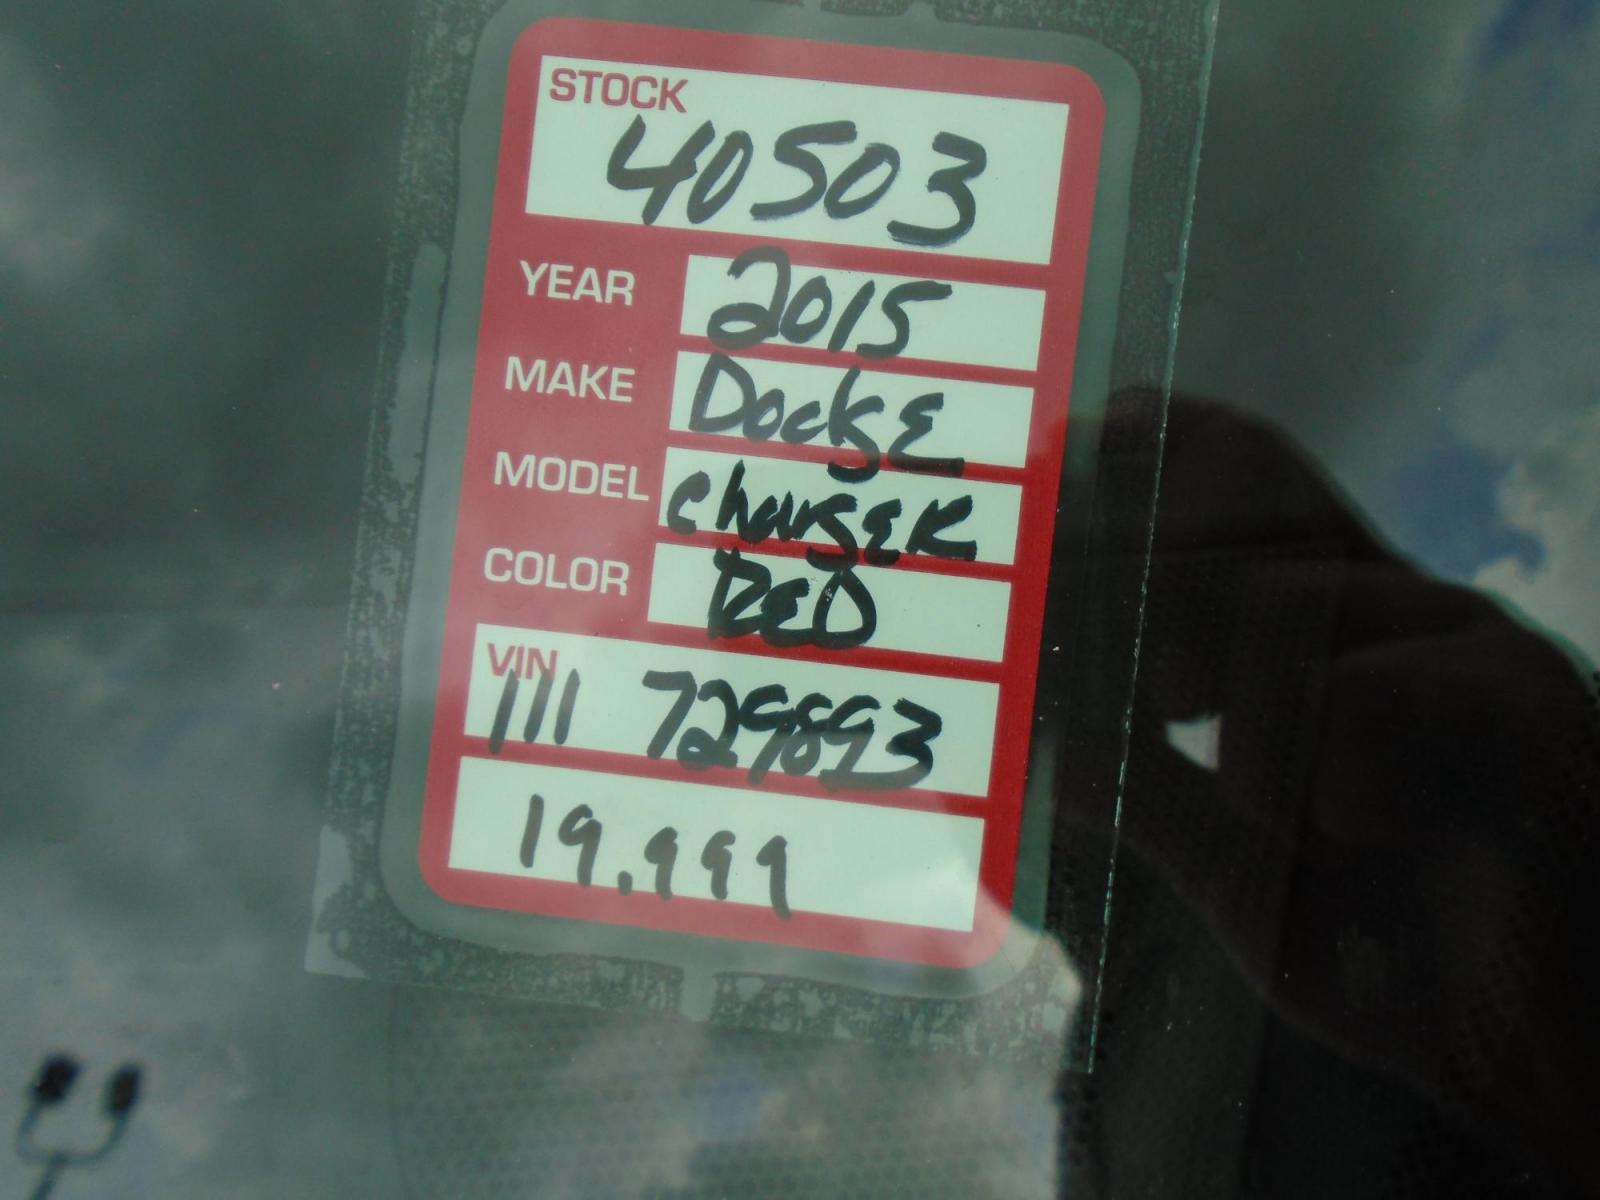 STOCK
40503
YEAR 2015
MAKE DODGE
MODEL chargER
COLOR RED
VIN
111 729893
19.999